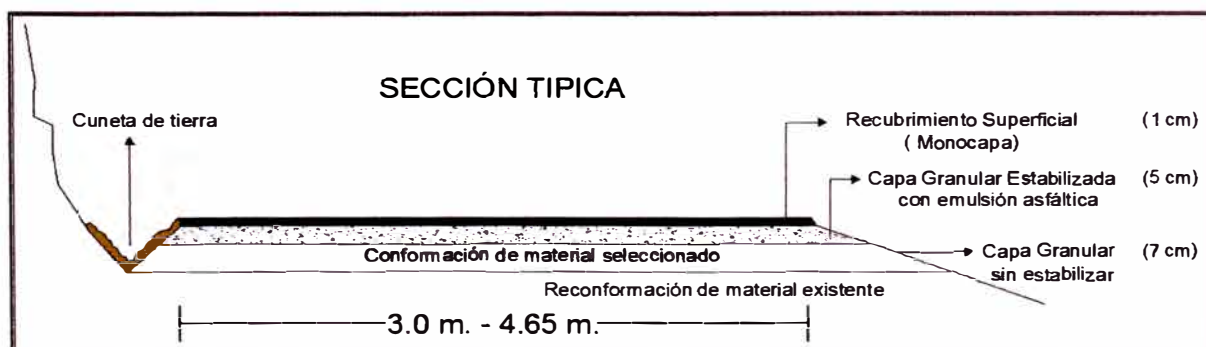 SECCIÓN TIPICA
Cuneta de tierra
Recubrimiento Superficial (1 cm)
( Monocapa)
Capa Granular Estabilizada (5 cm)
con emulsión asfáltica
Conformación de material seleccionado
Capa Granular (7 cm)
sin estabilizar
Reconformación de material existente
3.0 m. - 4.65 m.